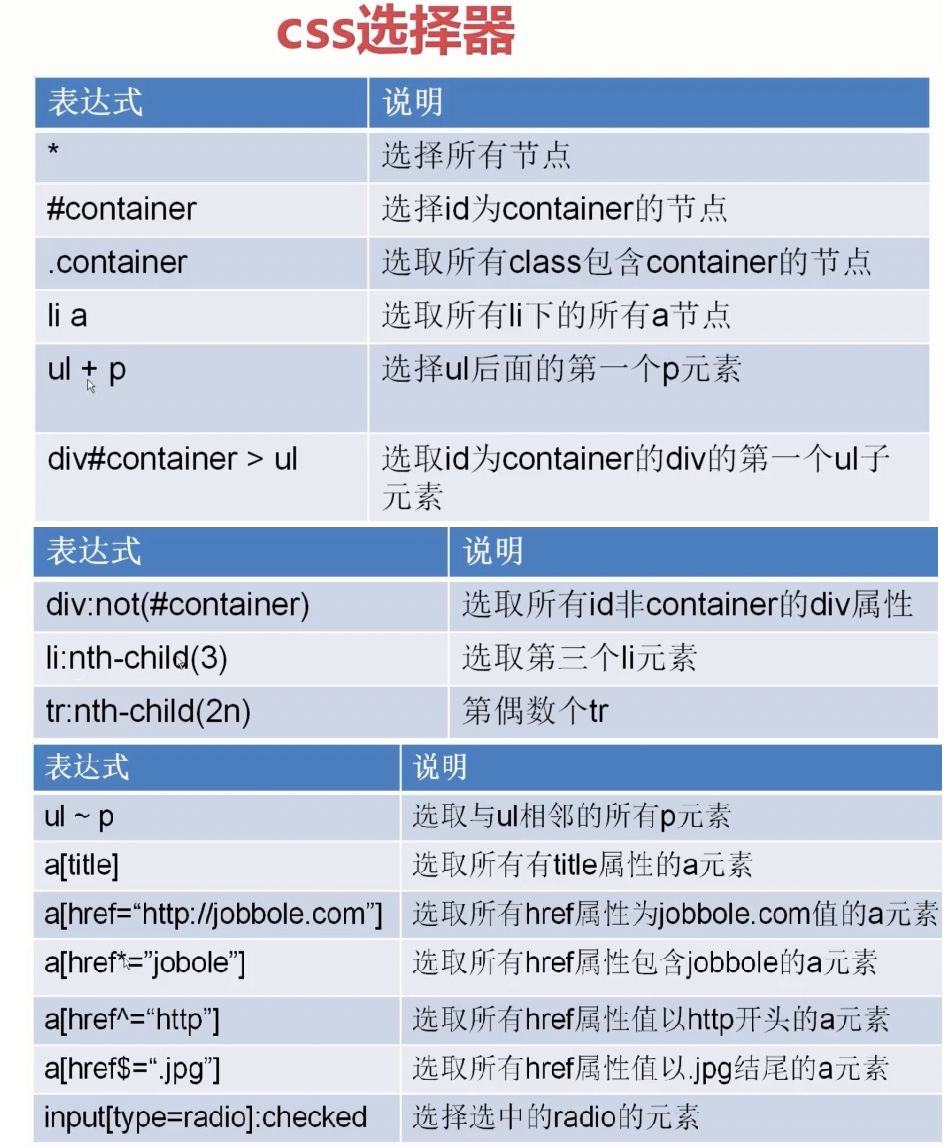 css选择器
表达式 说明
* 选择所有节点
#container 选择id为container的节点
.container 选取所有class包含container的节点
li a 选取所有li下的所有a节点
ul + p 选择ul后面的第一个p元素
div#container > ul 选取id为container的div的第一个ul子
元素
表达式 说明
div:not(#container) 选取所有id非container的div属性
li:nth-child(3) 选取第三个li元素
tr:nth-child(2n) 第偶数个tr
表达式 说明
ul ~ p 选取与ul相邻的所有p元素
a[title] 选取所有有title属性的a元素
a[href=“http://jobbole.com”] 选取所有href属性为jobbole.com值的a元素
a[href*=”jobole”] 选取所有href属性包含jobbole的a元素
a[href^=“http”] 选取所有href属性值以http开头的a元素
a[href$=“.jpg”] 选取所有href属性值以.jpg结尾的a元素
input[type=radio]:checked 选择选中的radio的元素